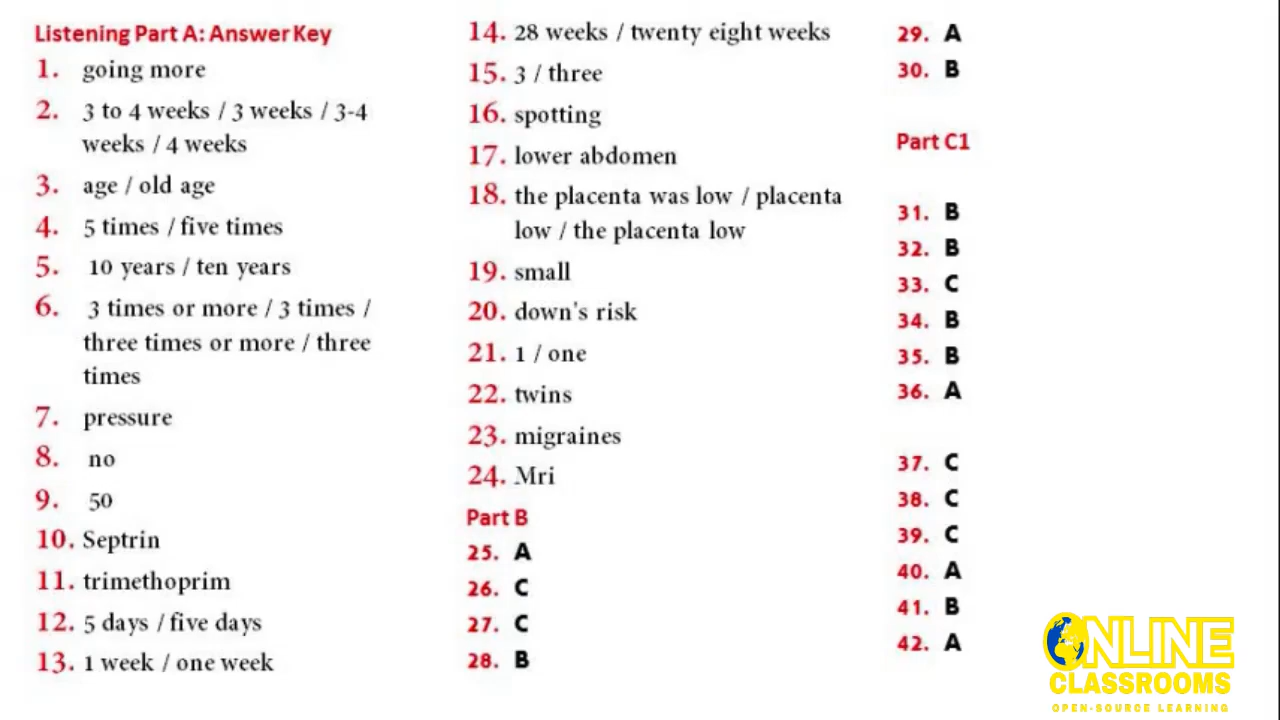 Listening Part A: Answer Key
1. going more
2. 3 to 4 weeks / 3 weeks / 3-4
weeks / 4 weeks
3. age / old age
4. 5 times / five times
5. 10 years / ten years
6. 3 times or more / 3 times /
three times or more / three
times
7. pressure
8. no
9. 50
10. Septrin
11. trimethoprim
12. 5 days / five days
13. 1 week / one week
14. 28 weeks / twenty eight weeks
15. 3 / three
16. spotting
17. lower abdomen
18. the placenta was low / placenta
low / the placenta low
19. small
20. down's risk
21. 1 / one
22. twins
23. migraines
24. Mri
Part B
25. A
26. C
27. C
28. B
29. A
30. B
Part C1
31. B
32. B
33. C
34. B
35. B
36. A
37. C
38. C
39. C
40. A
41. B
42. A
ONLINE
CLASSROOMS
OPEN-SOURCE LEARNING